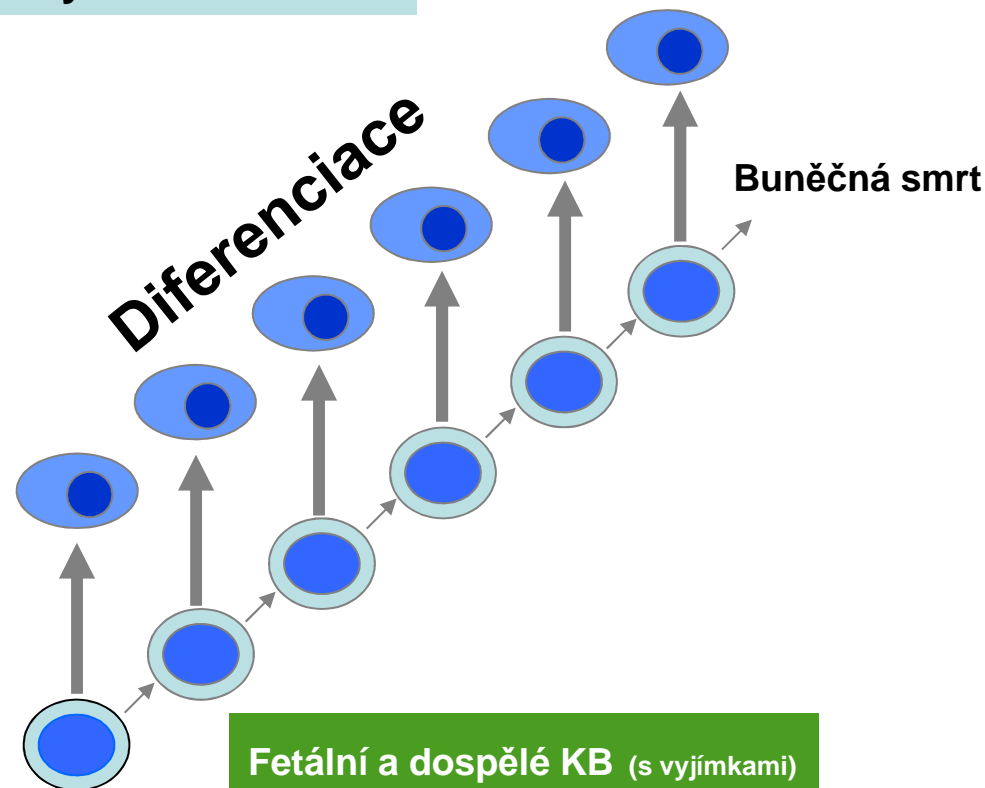 Diferenciace
Buněčná smrt
Fetální a dospělé KB (s vyjímkami)